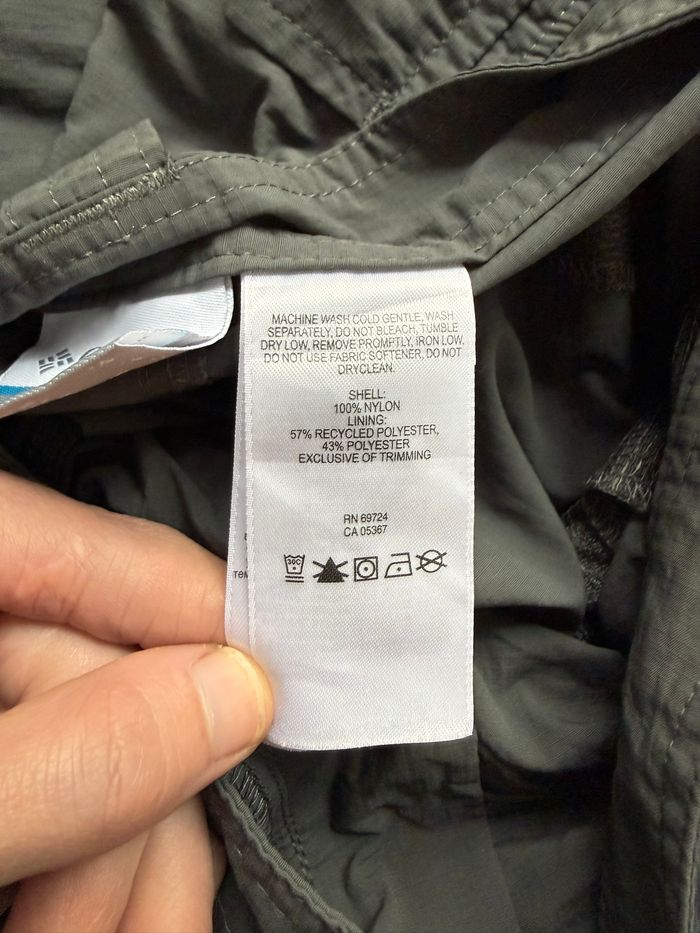 MACHINE WASH COLD GENTLE, WASH
SEPARATELY, DO NOT BLEACH, TUMBLE
DRY LOW, REMOVE PROMPTLY, IRON LOW,
DO NOT USE FABRIC SOFTENER, DO NOT
DRYCLEAN.
SHELL:
100% NYLON
LINING:
57% RECYCLED POLYESTER,
43% POLYESTER
EXCLUSIVE OF TRIMMING
RN 69724
CA 05367
30C